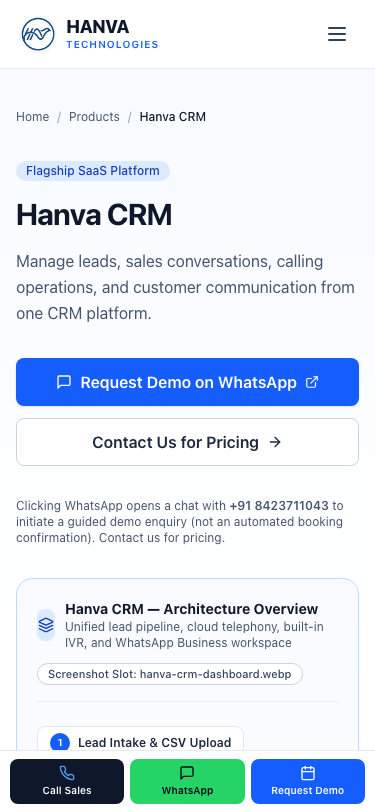 HANVA
TECHNOLOGIES
Home / Products / Hanva CRM
Flagship SaaS Platform
Hanva CRM
Manage leads, sales conversations, calling
operations, and customer communication from
one CRM platform.
Request Demo on WhatsApp
Contact Us for Pricing
Clicking WhatsApp opens a chat with +91 8423711043 to
initiate a guided demo enquiry (not an automated booking
confirmation). Contact us for pricing.
Hanva CRM — Architecture Overview
Unified lead pipeline, cloud telephony, built-in
IVR, and WhatsApp Business workspace
Screenshot Slot: hanva-crm-dashboard.webp
1 Lead Intake & CSV Upload
Call Sales
WhatsApp
Request Demo